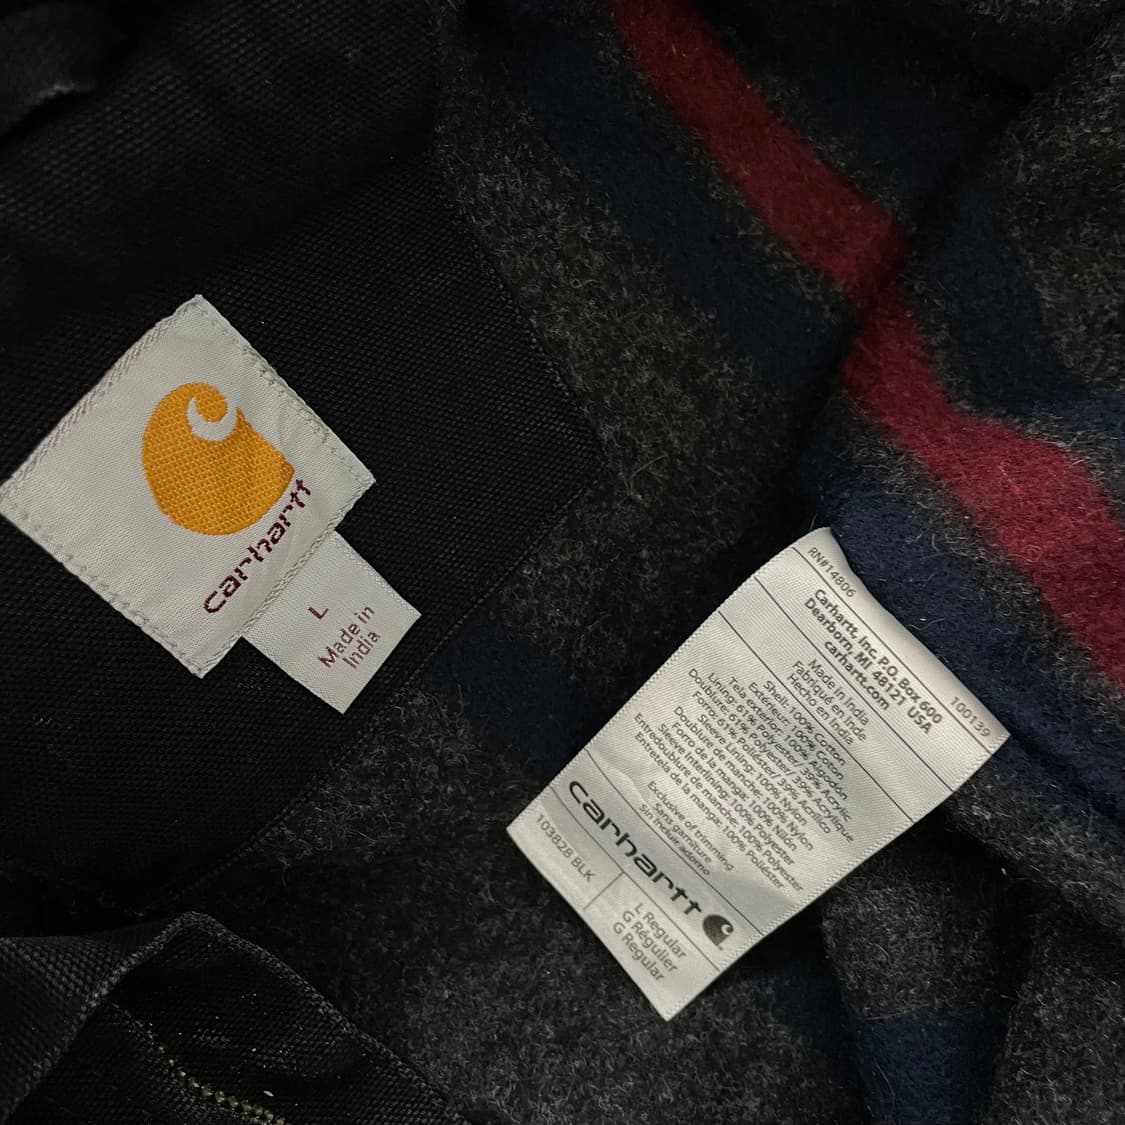 carhartt
L
Made in
India
RN#14806
100139
Carhartt, Inc. P.O. Box 600
Dearborn, MI 48121 USA
carhartt.com
Made in India
Fabriqué en Inde
Hecho en India
Shell: 100% Cotton
Extérieur: 100% Coton
Tela exterior: 100% Algodón
Lining: 61% Polyester/ 39% Acrylic
Doublure: 61% Polyester/ 39% Acrylique
Forro: 61% Poliéster/ 39% Acrílico
Sleeve Lining: 100% Nylon
Doublure de manche: 100% Nylon
Forro de la manga: 100% Nilón
Sleeve Interlining: 100% Polyester
Entredoublure de manche: 100% Polyester
Entretela de la manga: 100% Poliéster
Exclusive of trimming
Sans garniture
Sin incluir adorno
carhartt
103828 BLK
L Regular
G Régulier
G Regular